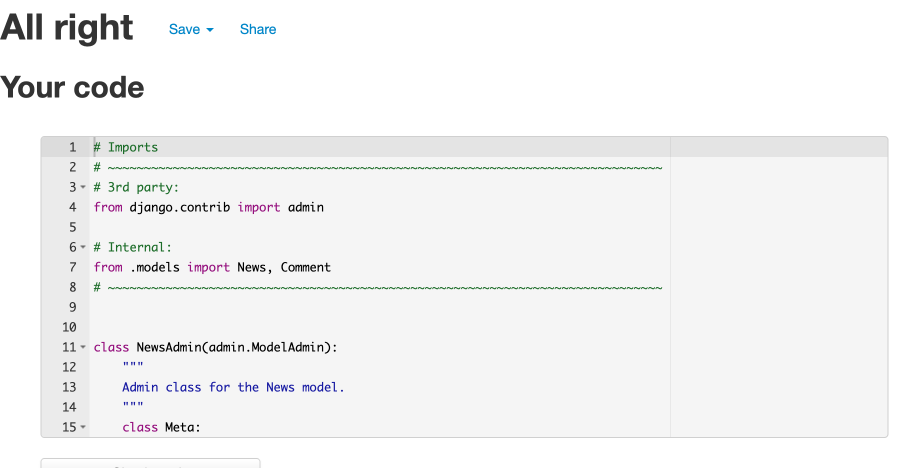 All right
Save
Share
Your code
1 # Imports
2 # ~~~~~~~~~~~~~~~~~~~~~~~~~~~~~~~~~~~~~~~~~~~~~~~~~~~~~~~~~~~~~~~~~~~~~~~~~~~~~
3 # 3rd party:
4 from django.contrib import admin
5
6 # Internal:
7 from .models import News, Comment
8 # ~~~~~~~~~~~~~~~~~~~~~~~~~~~~~~~~~~~~~~~~~~~~~~~~~~~~~~~~~~~~~~~~~~~~~~~~~~~~~
9
10
11 class NewsAdmin(admin.ModelAdmin):
12 """
13 Admin class for the News model.
14 """
15 class Meta: